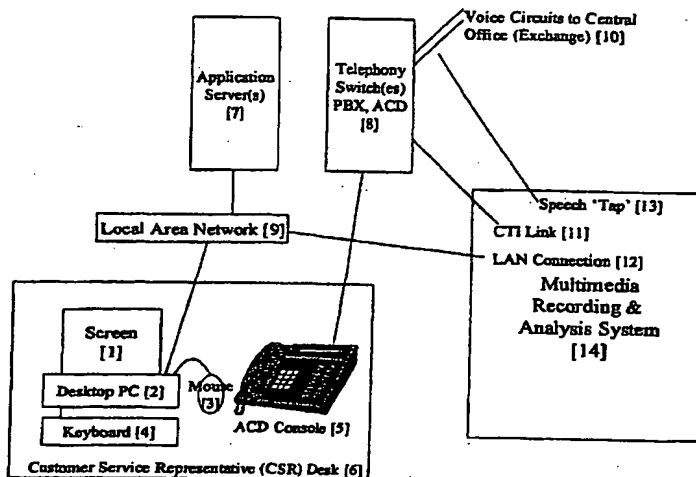 Voice Circuits to Central
Office (Exchange) [10]
Application
Server(s)
[7]
Telephony
Switch(es)
PBX, ACD
[8]
Speech "Tap" [13]
CTI Link [11]
Local Area Network [9]
LAN Connection [12]
Multimedia
Recording &
Analysis System
[14]
Screen
[1]
Desktop PC [2]
Mouse
[3]
Keyboard [4]
ACD Console [5]
Customer Service Representative (CSR) Desk [6]